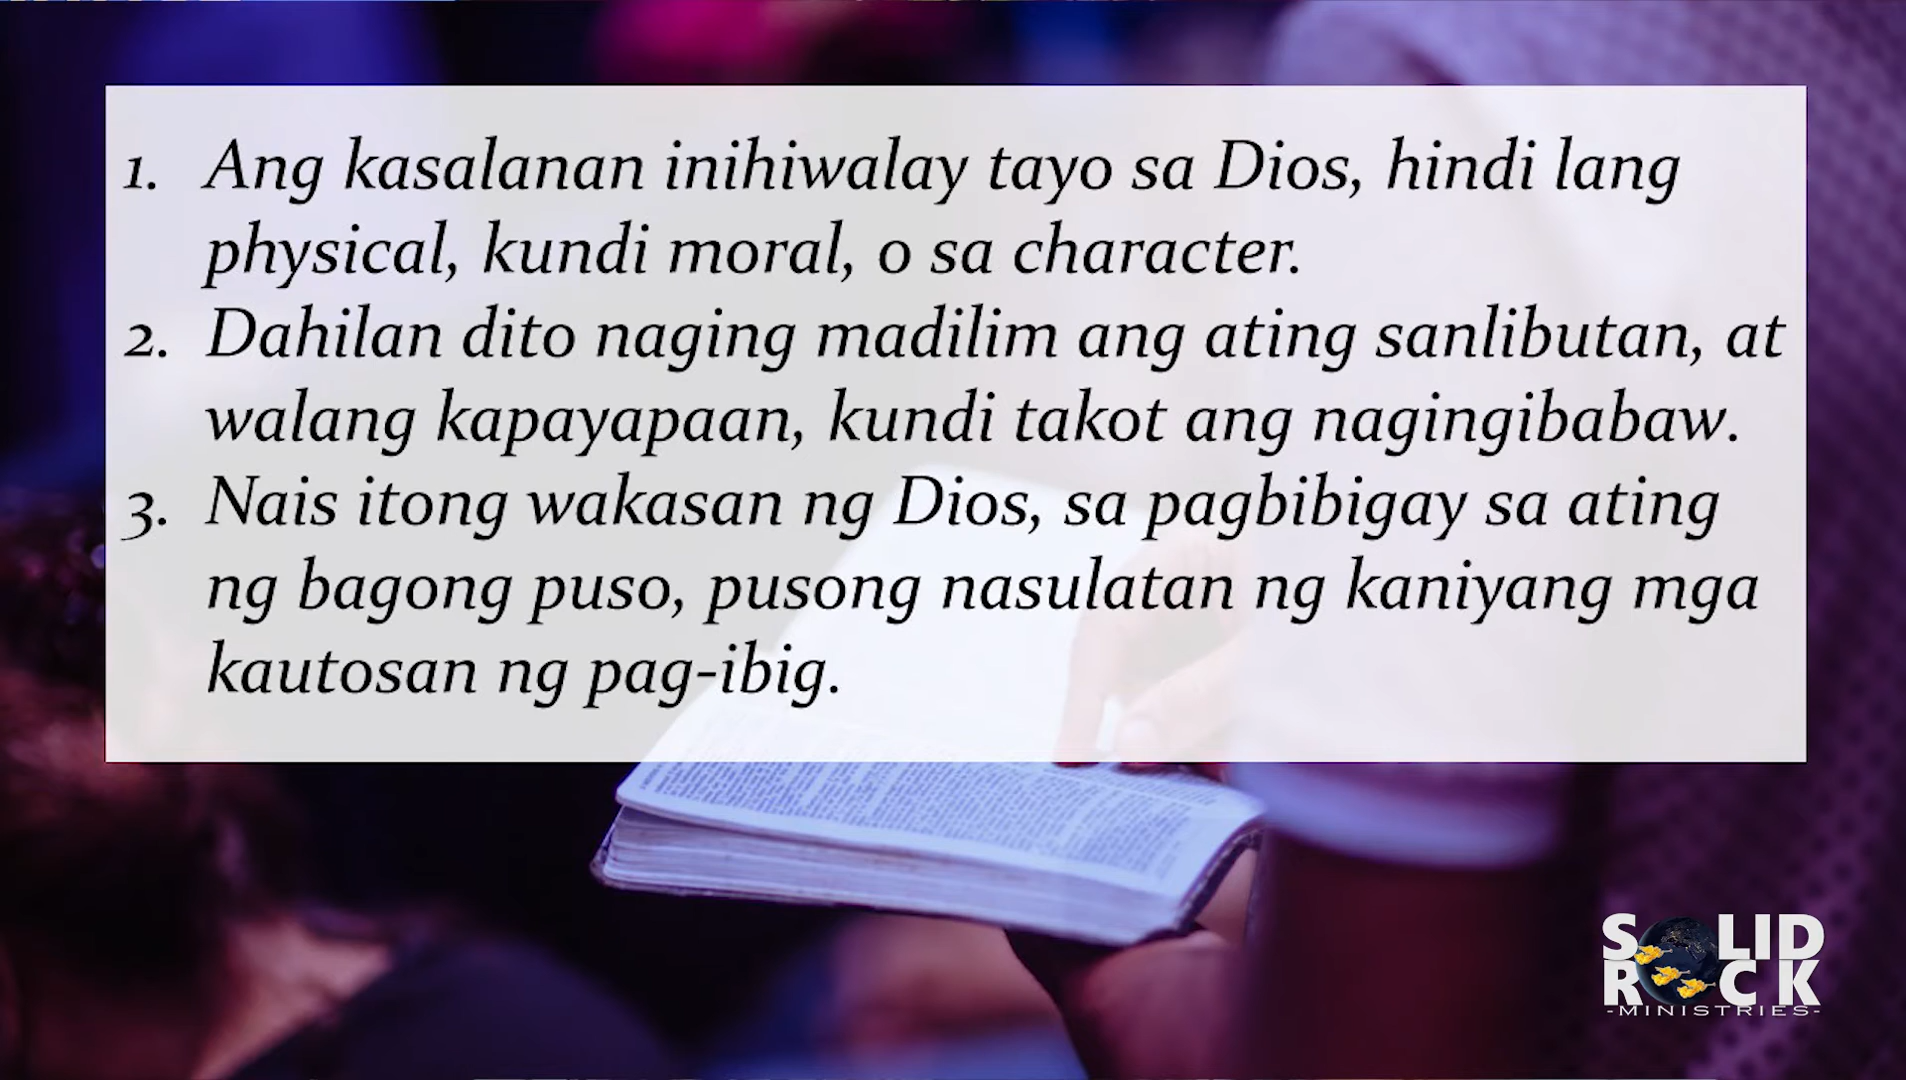 1. Ang kasalanan inihiwalay tayo sa Dios, hindi lang
physical, kundi moral, o sa character.
2. Dahilan dito naging madilim ang ating sanlibutan, at
walang kapayapaan, kundi takot ang nagingibabaw.
3. Nais itong wakasan ng Dios, sa pagbibigay sa ating
ng bagong puso, pusong nasulatan ng kaniyang mga
kautosan ng pag-ibig.
SOLID
ROCK
-MINISTRIES-